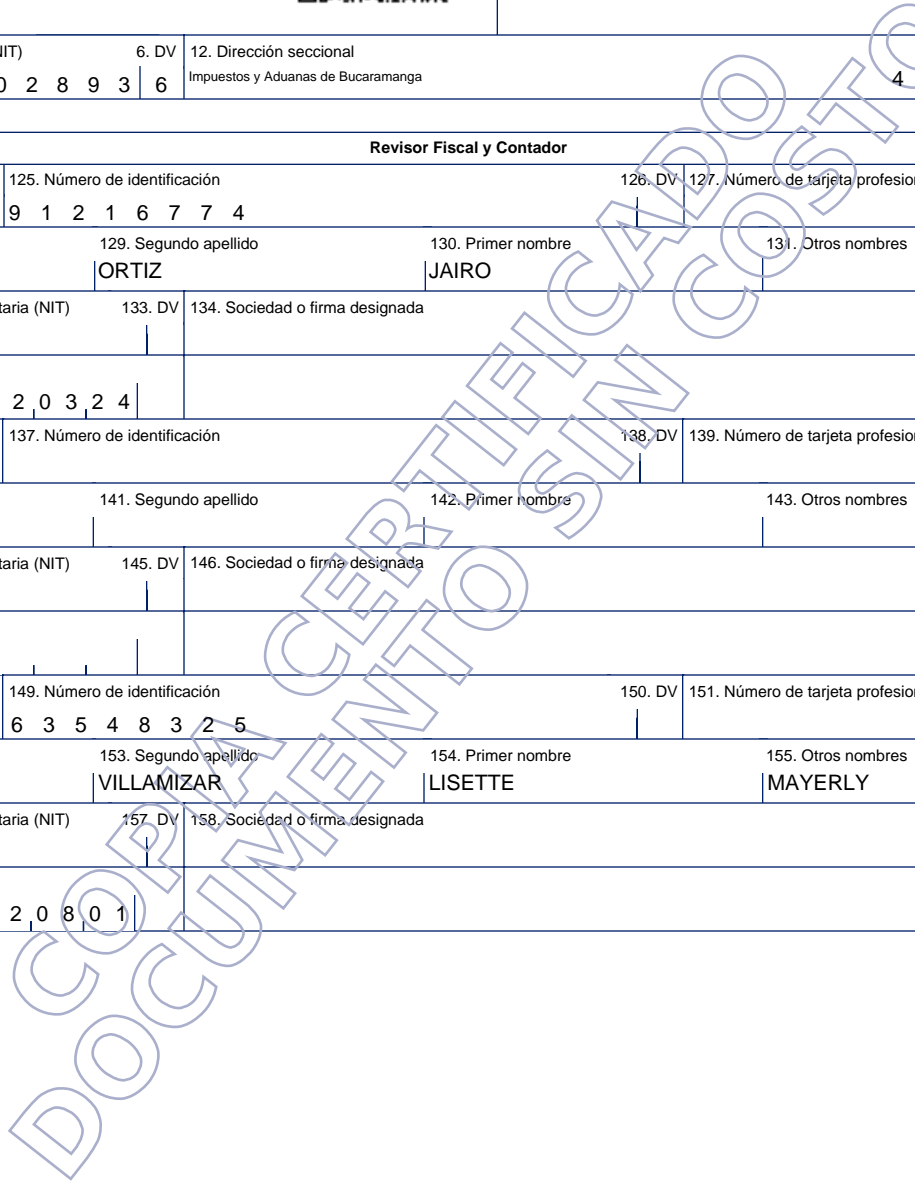 NIT) 6. DV 12. Dirección seccional
0 2 8 9 3 6 Impuestos y Aduanas de Bucaramanga 4
Revisor Fiscal y Contador
125. Número de identificación 126. DV 127. Número de tarjeta profesion
9 1 2 1 6 7 7 4
129. Segundo apellido 130. Primer nombre 131. Otros nombres
ORTIZ JAIRO
taria (NIT) 133. DV 134. Sociedad o firma designada
2 0 3 2 4
137. Número de identificación 138. DV 139. Número de tarjeta profesion
141. Segundo apellido 142. Primer nombre 143. Otros nombres
taria (NIT) 145. DV 146. Sociedad o firma designada
149. Número de identificación 150. DV 151. Número de tarjeta profesion
6 3 5 4 8 3 2 5
153. Segundo apellido 154. Primer nombre 155. Otros nombres
VILLAMIZAR LISETTE MAYERLY
taria (NIT) 157. DV 158. Sociedad o firma designada
2 0 8 0 1
COPIA CERTIFICADO
DOCUMENTO SIN COSTO